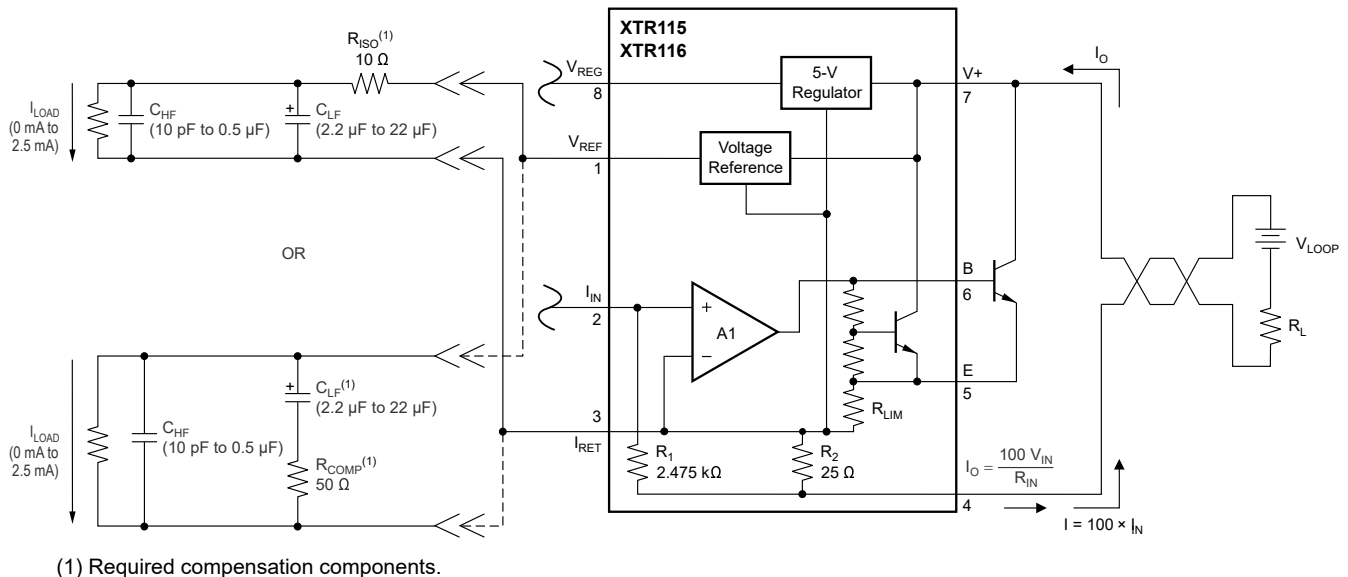 XTR115
XTR116
R_ISO(1)
10 Ω
I_LOAD
(0 mA to
2.5 mA)
C_HF
(10 pF to 0.5 µF)
+
C_LF
(2.2 µF to 22 µF)
V_REG
8
5-V
Regulator
V+
7
I_O
V_REF
1
Voltage
Reference
OR
I_IN
2
+
A1
−
B
6
E
5
R_LIM
V_LOOP
R_L
I_LOAD
(0 mA to
2.5 mA)
C_HF
(10 pF to 0.5 µF)
+
C_LF(1)
(2.2 µF to 22 µF)
R_COMP(1)
50 Ω
3
I_RET
R_1
2.475 kΩ
R_2
25 Ω
I_O = 100 V_IN
R_IN
4
I = 100 × I_N
(1) Required compensation components.